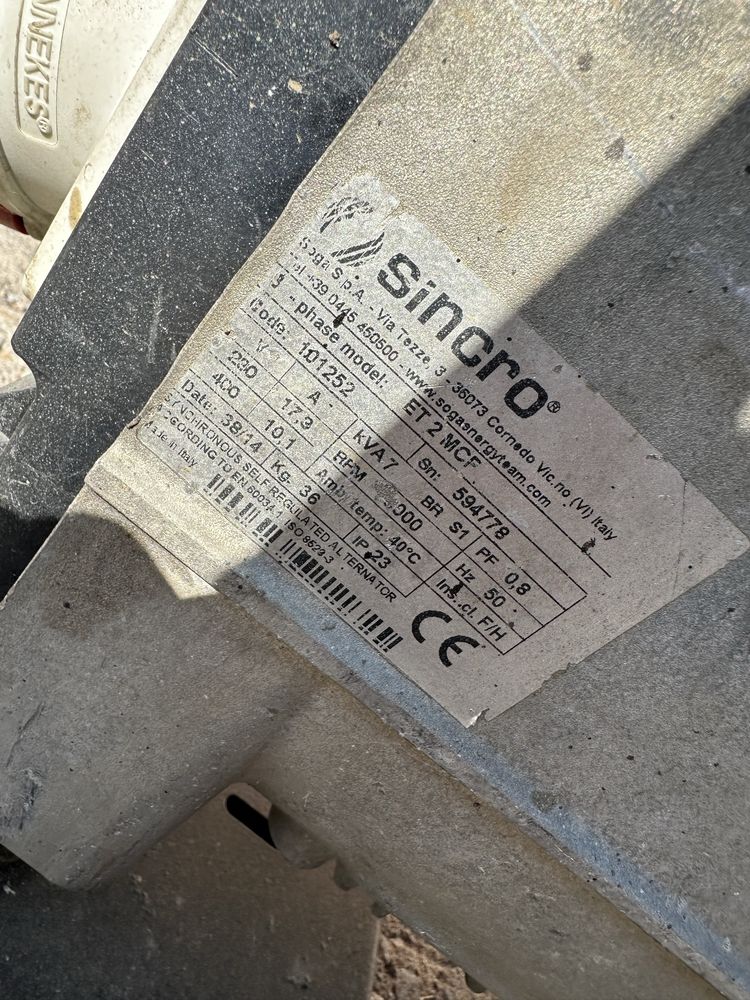 NNEKES®
sincro®
Soga S.p.A. - Via Tezze, 3 - 36073 Cornedo Vic.no (VI) Italy
+39 0445 450500 - www.sogaenergyteam.com
3 - phase model: ET 2 MCF
Code: 101252 Sn: 594778
V A kVA 7 BR S1 PF 0,8
230 17.3 RPM 3000 Hz 50
400 10.1 Amb. temp: 40°C Ins. cl. F/H
Date: 38/14 Kg. 36 IP 23
SYNCHRONOUS SELF REGULATED ALTERNATOR
ACCORDING TO EN 60034-1 ISO 8528-3
Made in Italy
CE